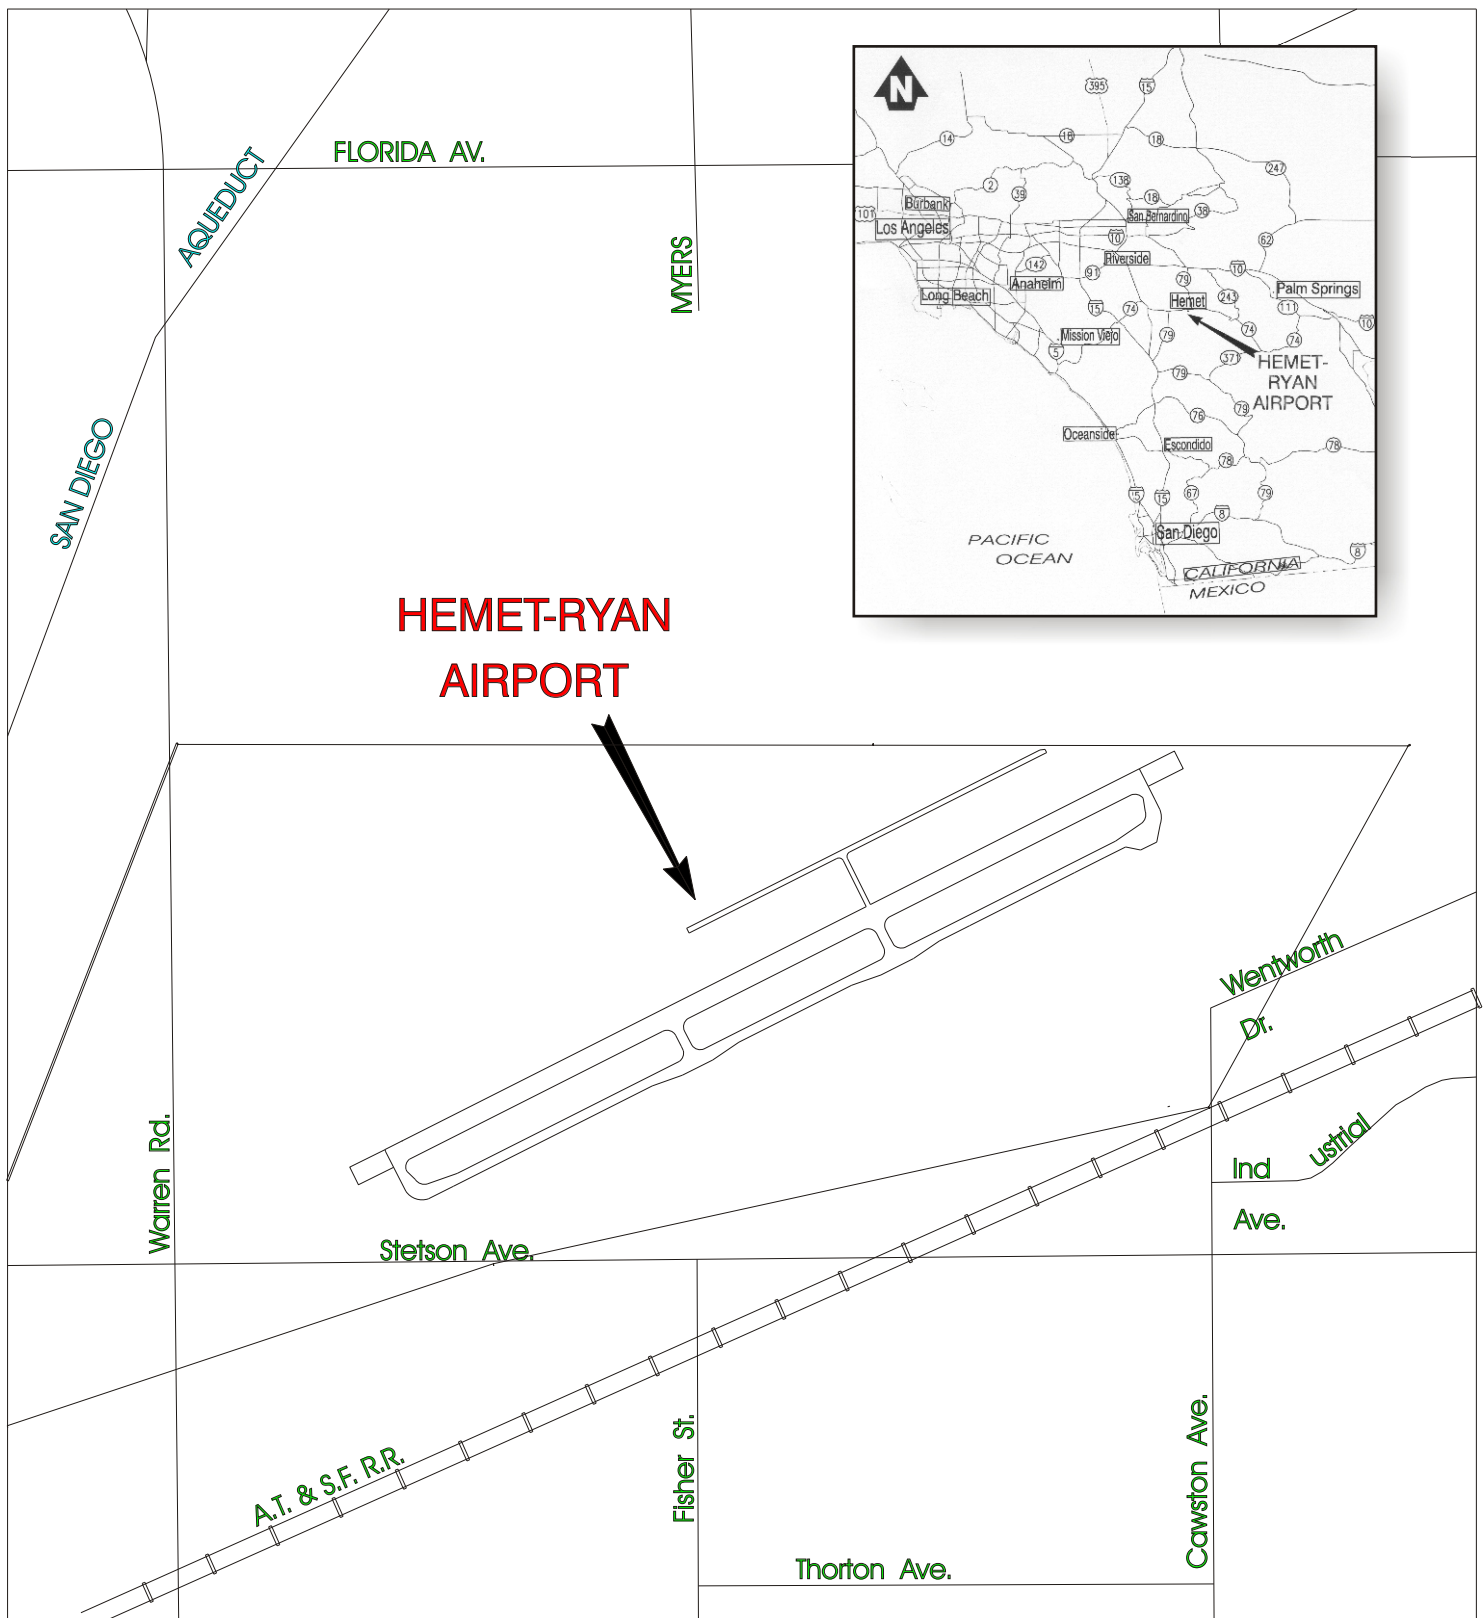 FLORIDA AV.
AQUEDUCT
MYERS
SAN DIEGO
HEMET-RYAN
AIRPORT
Wentworth
Dr.
Warren Rd.
Ind
ustrial
Ave.
Stetson Ave.
A.T. & S.F. R.R.
Fisher St.
Cawston Ave.
Thorton Ave.
N
395
15
14
18
18
247
2
39
138
18
38
Burbank
101
San Bernardino
Los Angeles
10
62
Riverside
142
91
10
79
Anaheim
Palm Springs
Long Beach
243
Hemet
15
74
111
10
74
Mission Viejo
79
74
5
371
HEMET-
RYAN
AIRPORT
79
79
76
Oceanside
Escondido
78
78
15
15
67
79
8
San Diego
PACIFIC
OCEAN
8
CALIFORNIA
MEXICO